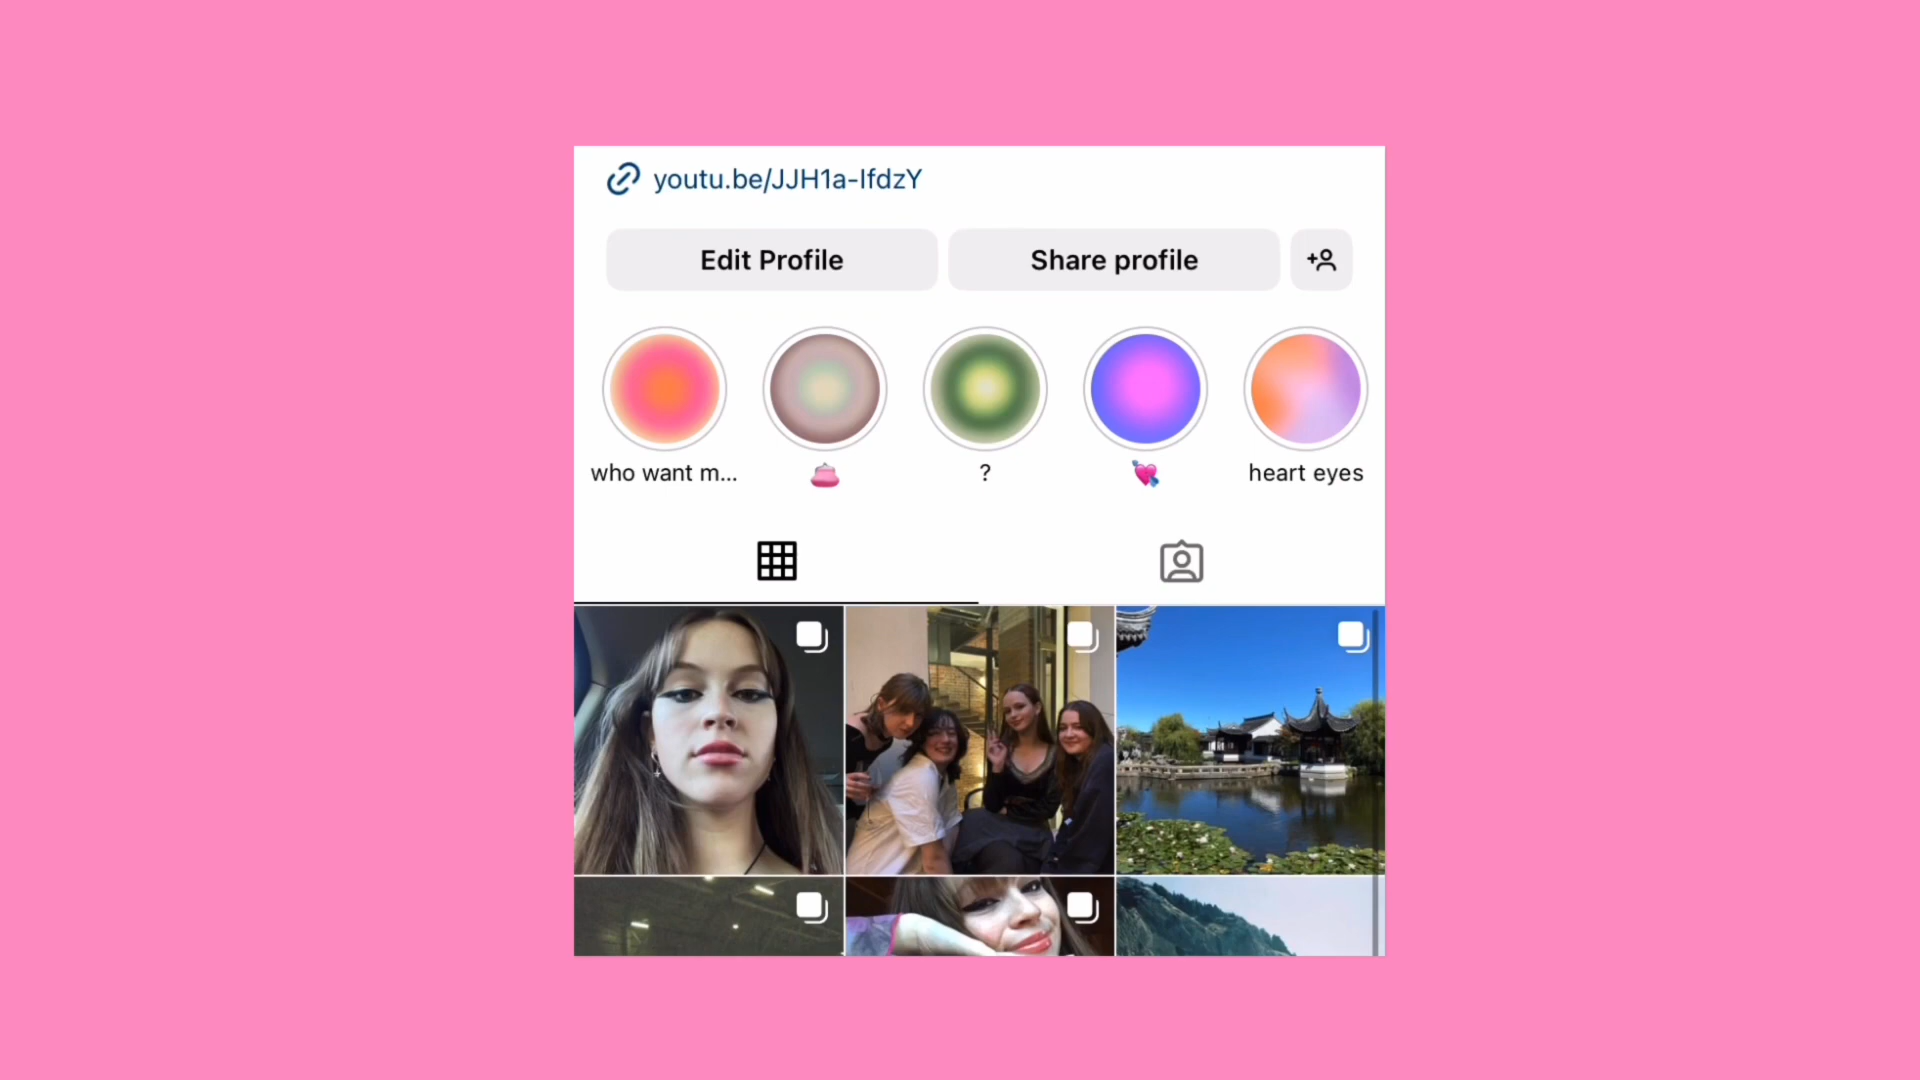 youtu.be/JJH1a-IfdzY
Edit Profile
Share profile
who want m...
?
heart eyes